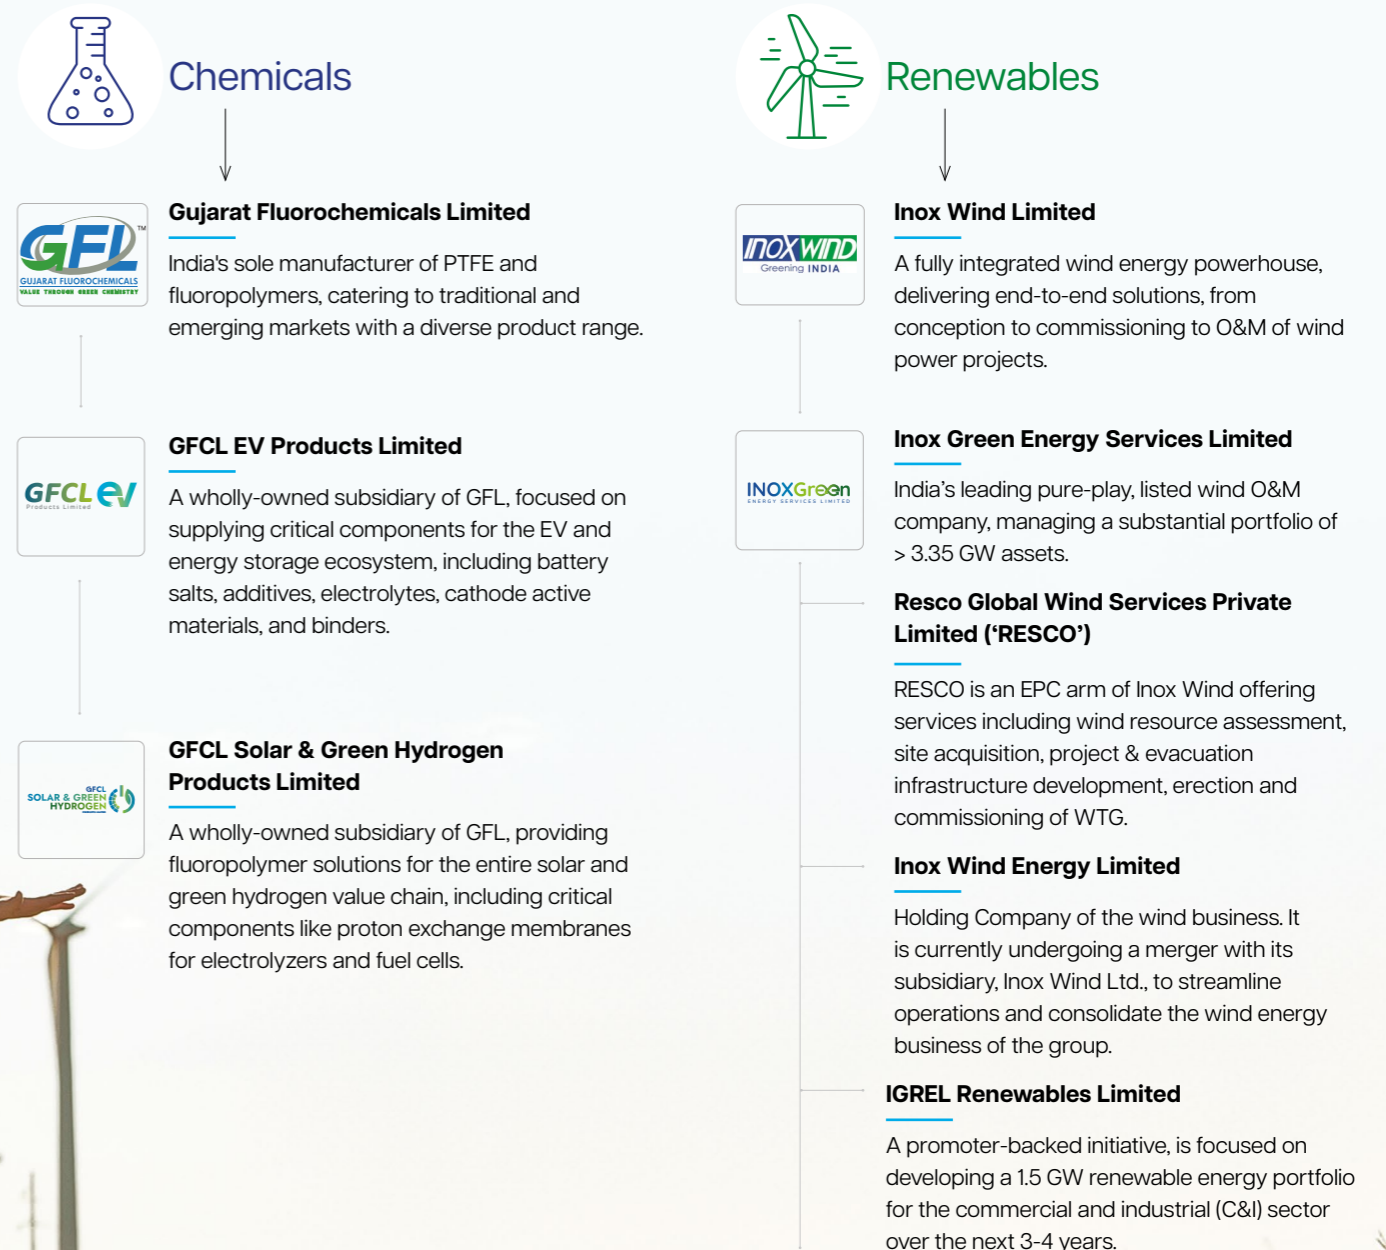 Chemicals
GFL
TM
GUJARAT FLUOROCHEMICALS
VALUE THROUGH GREEN CHEMISTRY
Gujarat Fluorochemicals Limited
India's sole manufacturer of PTFE and
fluoropolymers, catering to traditional and
emerging markets with a diverse product range.
GFCL ev
Products Limited
GFCL EV Products Limited
A wholly-owned subsidiary of GFL, focused on
supplying critical components for the EV and
energy storage ecosystem, including battery
salts, additives, electrolytes, cathode active
materials, and binders.
GFCL
SOLAR & GREEN
HYDROGEN
GFCL Solar & Green Hydrogen
Products Limited
A wholly-owned subsidiary of GFL, providing
fluoropolymer solutions for the entire solar and
green hydrogen value chain, including critical
components like proton exchange membranes
for electrolyzers and fuel cells.
Renewables
INOXWIND
Greening INDIA
Inox Wind Limited
A fully integrated wind energy powerhouse,
delivering end-to-end solutions, from
conception to commissioning to O&M of wind
power projects.
INOXGreen
ENERGY SERVICES LIMITED
Inox Green Energy Services Limited
India’s leading pure-play, listed wind O&M
company, managing a substantial portfolio of
> 3.35 GW assets.
Resco Global Wind Services Private
Limited (‘RESCO’)
RESCO is an EPC arm of Inox Wind offering
services including wind resource assessment,
site acquisition, project & evacuation
infrastructure development, erection and
commissioning of WTG.
Inox Wind Energy Limited
Holding Company of the wind business. It
is currently undergoing a merger with its
subsidiary, Inox Wind Ltd., to streamline
operations and consolidate the wind energy
business of the group.
IGREL Renewables Limited
A promoter-backed initiative, is focused on
developing a 1.5 GW renewable energy portfolio
for the commercial and industrial (C&I) sector
over the next 3-4 years.